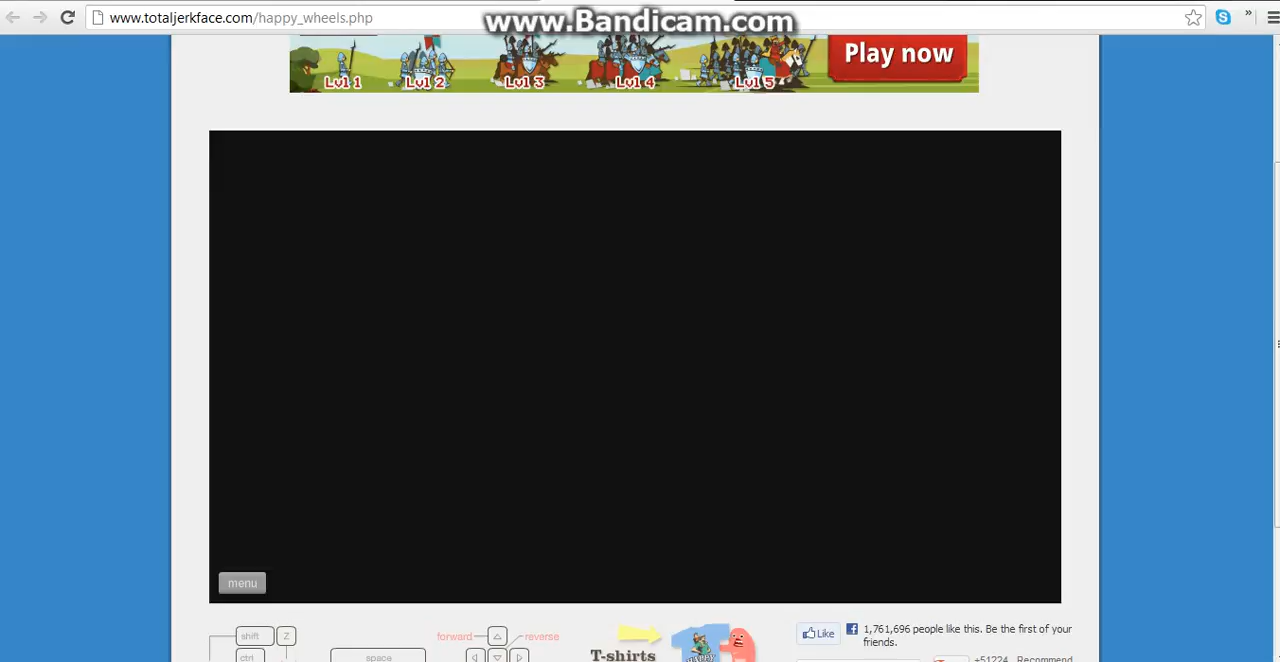 www.totaljerkface.com/happy_wheels.php
www.Bandicam.com
»
Lvl 1 Lvl 2 Lvl 3 Lvl 4 Lvl 5
Play now
menu
shift Z
forward reverse
Like
1,761,696 people like this. Be the first of your
friends.
ctrl
space
T-shirts
HAPPY
+51224 Recommend